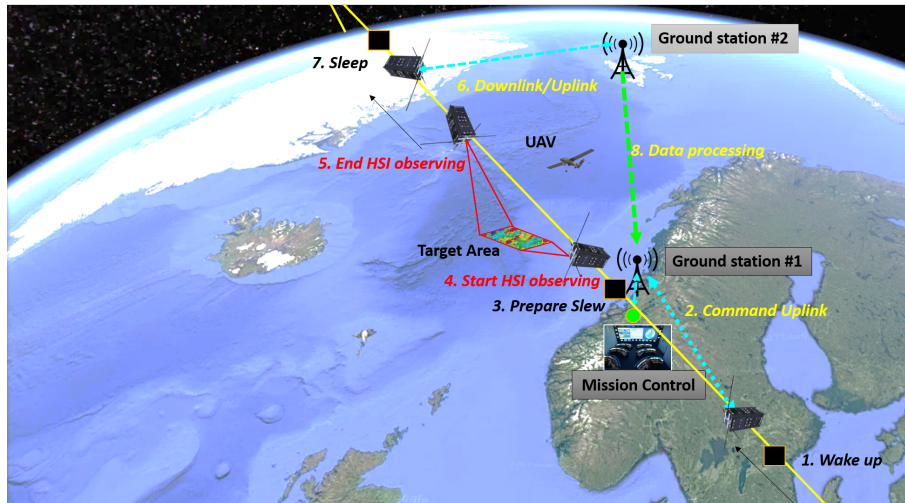 Ground station #2
7. Sleep
6. Downlink/Uplink
UAV
8. Data processing
5. End HSI observing
Target Area
Ground station #1
4. Start HSI observing
3. Prepare Slew
2. Command Uplink
Mission Control
1. Wake up